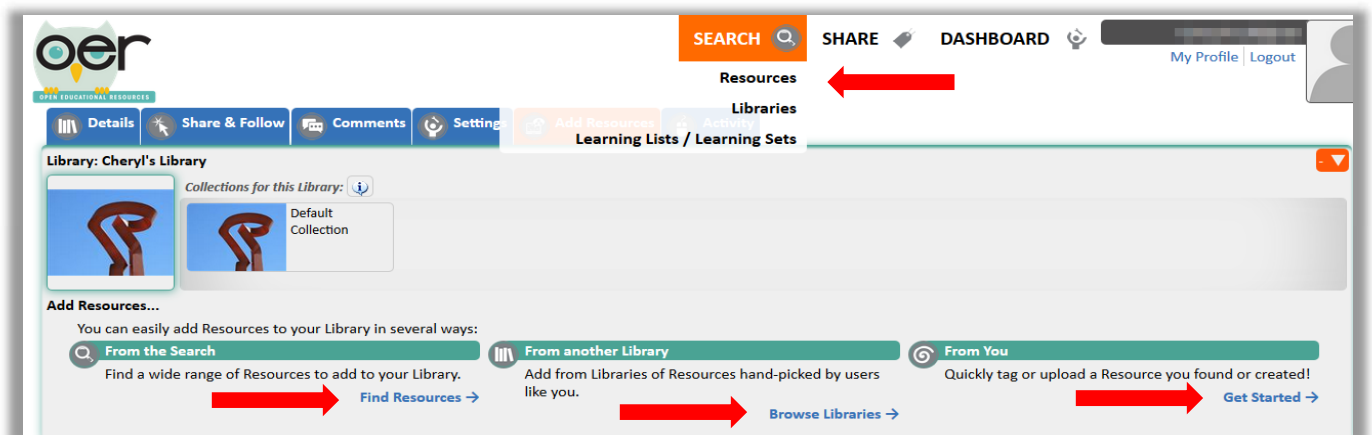 oer
OPEN EDUCATIONAL RESOURCES
SEARCH SHARE DASHBOARD
My Profile Logout
Resources
Libraries
Learning Lists / Learning Sets
Details Share & Follow Comments Settings Add Resources Activity
Library: Cheryl's Library
Collections for this Library:
Default
Collection
Add Resources...
You can easily add Resources to your Library in several ways:
From the Search
Find a wide range of Resources to add to your Library.
Find Resources →
From another Library
Add from Libraries of Resources hand-picked by users
like you.
Browse Libraries →
From You
Quickly tag or upload a Resource you found or created!
Get Started →